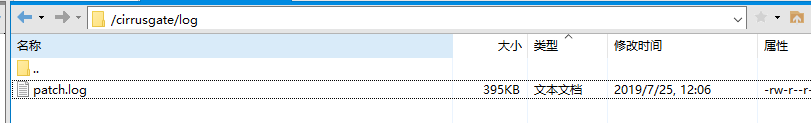 /cirrusgate/log
名称 大小 类型 修改时间 属性
..
patch.log 395KB 文本文档 2019/7/25, 12:06 -rw-r--r-